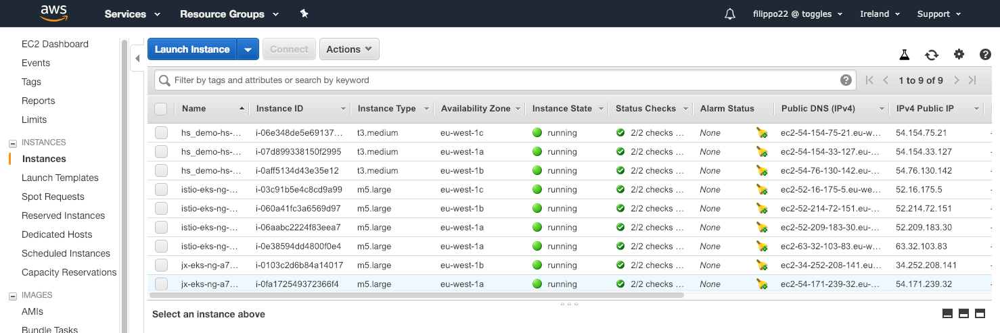 aws Services Resource Groups filippo22 @ toggles Ireland Support
EC2 Dashboard
Events
Tags
Reports
Limits
INSTANCES
Instances
Launch Templates
Spot Requests
Reserved Instances
Dedicated Hosts
Scheduled Instances
Capacity Reservations
IMAGES
AMIs
Bundle Tasks
Launch Instance Connect Actions
Filter by tags and attributes or search by keyword 1 to 9 of 9
Name Instance ID Instance Type Availability Zone Instance State Status Checks Alarm Status Public DNS (IPv4) IPv4 Public IP
hs_demo-hs-... i-06e348de5e69137... t3.medium eu-west-1c running 2/2 checks ... None ec2-54-154-75-21.eu-w... 54.154.75.21 -
hs_demo-hs-... i-07d899338150f2995 t3.medium eu-west-1a running 2/2 checks ... None ec2-54-154-33-127.eu-... 54.154.33.127 -
hs_demo-hs-... i-0aff5134d43e35e12 t3.medium eu-west-1b running 2/2 checks ... None ec2-54-76-130-142.eu-... 54.76.130.142 -
istio-eks-ng-... i-03c91b5e4c8cd9a99 m5.large eu-west-1c running 2/2 checks ... None ec2-52-16-175-5.eu-we... 52.16.175.5 -
istio-eks-ng-... i-060a41fc3a6569d97 m5.large eu-west-1b running 2/2 checks ... None ec2-52-214-72-151.eu-... 52.214.72.151 -
istio-eks-ng-... i-06aabc2224f83eea7 m5.large eu-west-1a running 2/2 checks ... None ec2-52-209-183-30.eu-... 52.209.183.30 -
istio-eks-ng-... i-0e38594dd4800f0e4 m5.large eu-west-1a running 2/2 checks ... None ec2-63-32-103-83.eu-w... 63.32.103.83 -
jx-eks-ng-a7... i-0103c2d6b84a14017 m5.large eu-west-1b running 2/2 checks ... None ec2-34-252-208-141.eu... 34.252.208.141 -
jx-eks-ng-a7... i-0fa172549372366f4 m5.large eu-west-1a running 2/2 checks ... None ec2-54-171-239-32.eu-... 54.171.239.32 -
Select an instance above